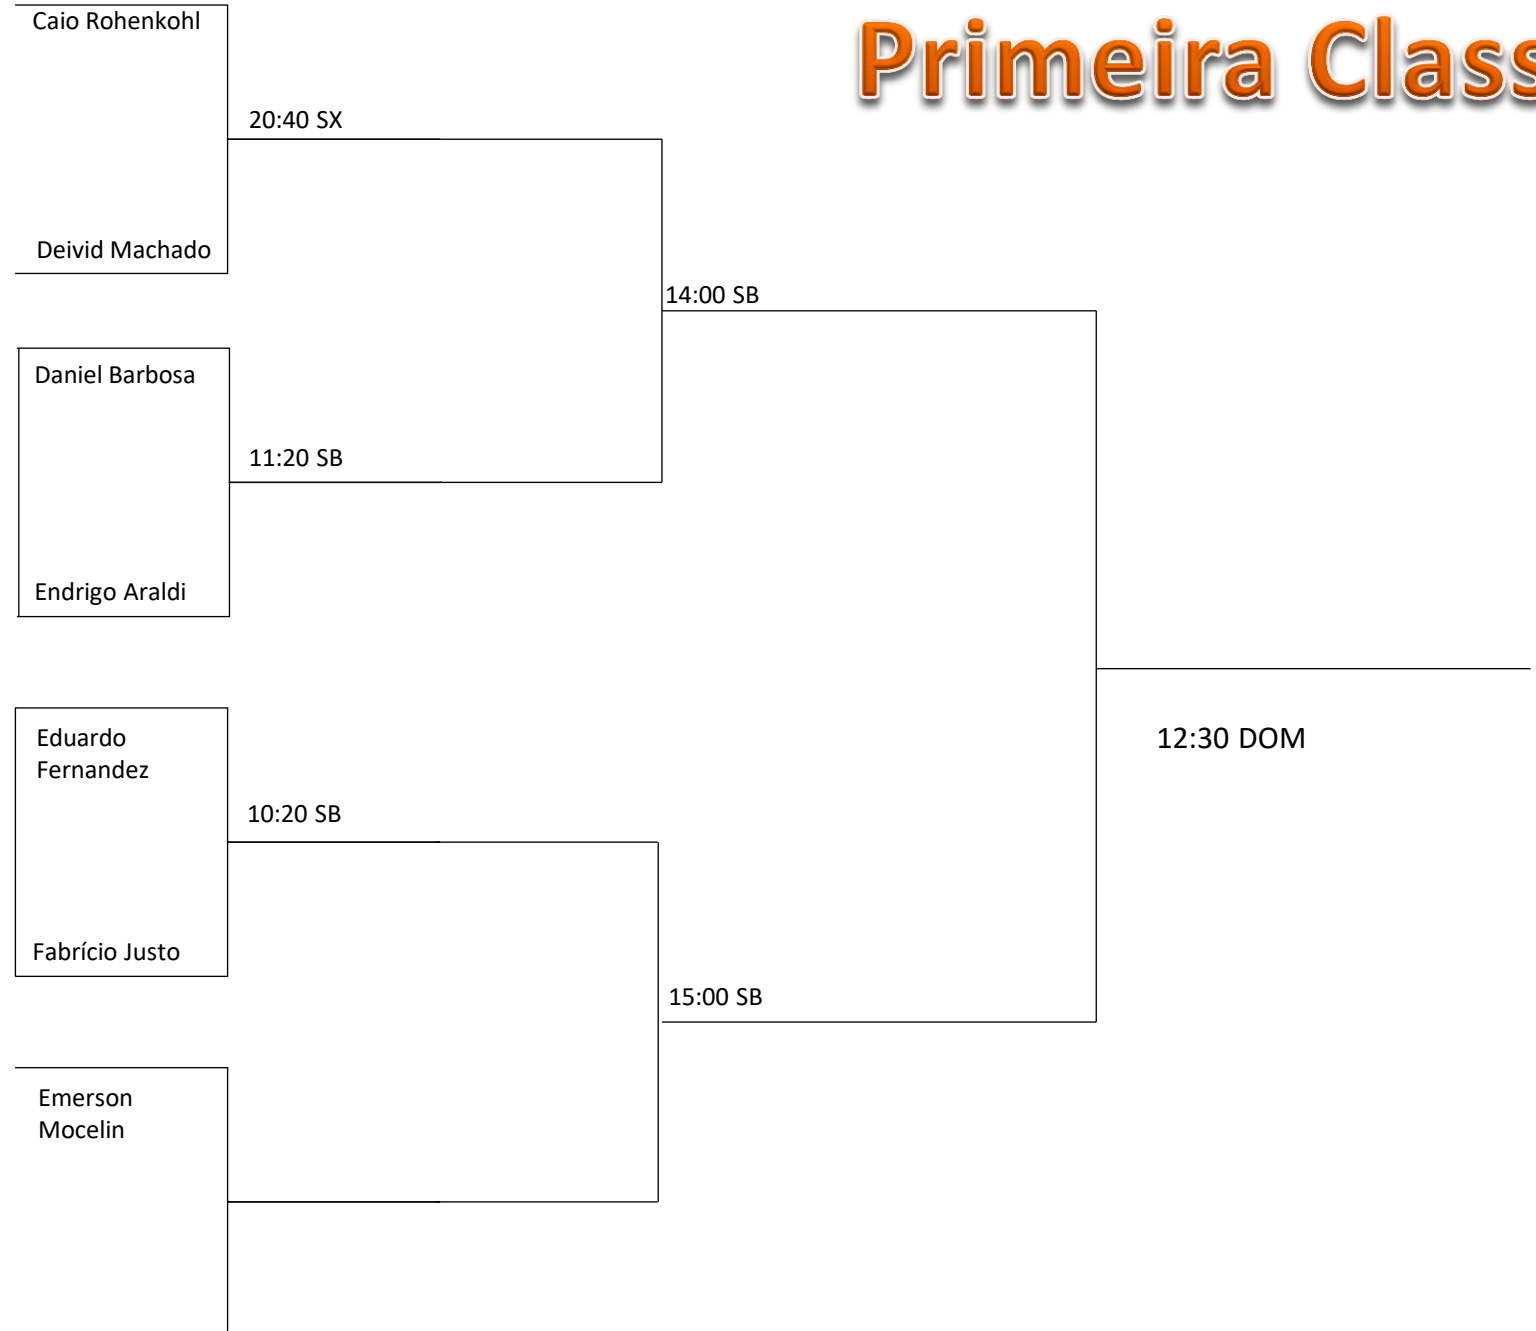 Caio Rohenkohl
Primeira Class
20:40 SX
Deivid Machado
14:00 SB
Daniel Barbosa
11:20 SB
Endrigo Araldi
Eduardo
Fernandez
12:30 DOM
10:20 SB
Fabrício Justo
15:00 SB
Emerson
Mocelin